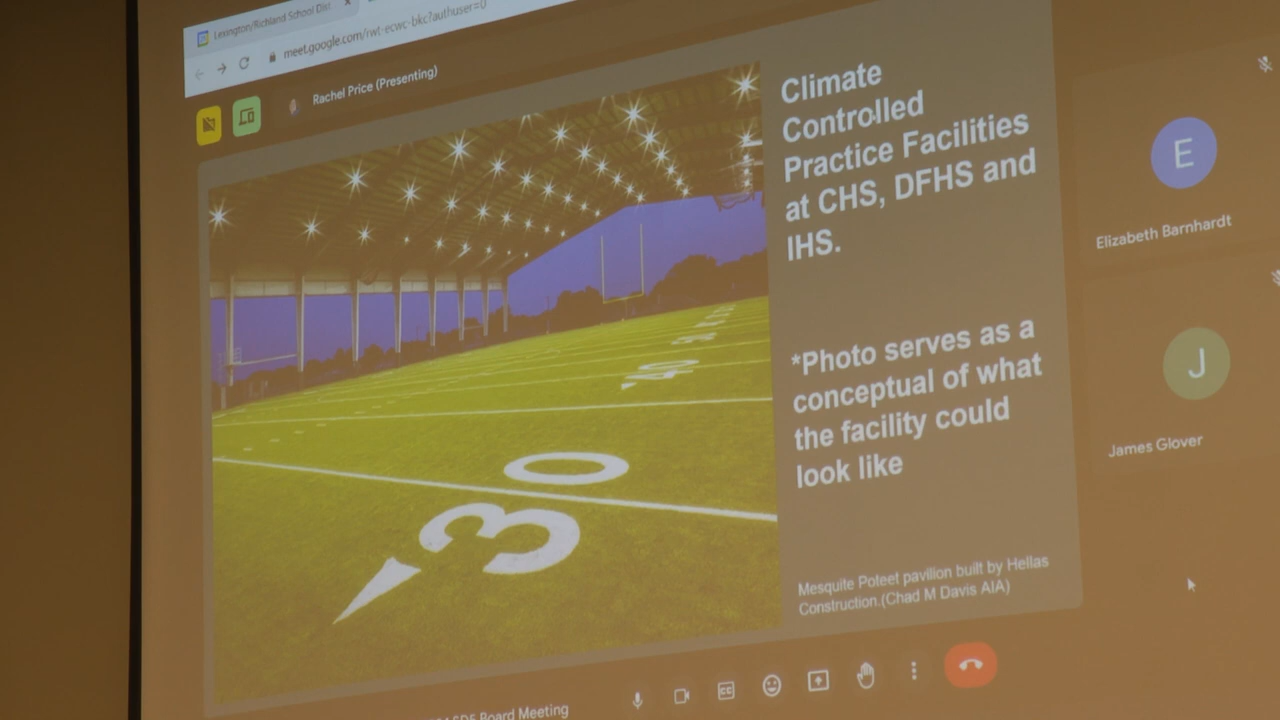 Lexington/Richland School Dist
meet.google.com/rwt-ecwc-bkc?authuser=0
Rachel Price (Presenting)
Climate
Controlled
Practice Facilities
at CHS, DFHS and
IHS.
*Photo serves as a
conceptual of what
the facility could
look like
Mesquite Poteet pavilion built by Hellas
Construction.(Chad M Davis AIA)
30
40
E
Elizabeth Barnhardt
J
James Glover
CC
Board Meeting